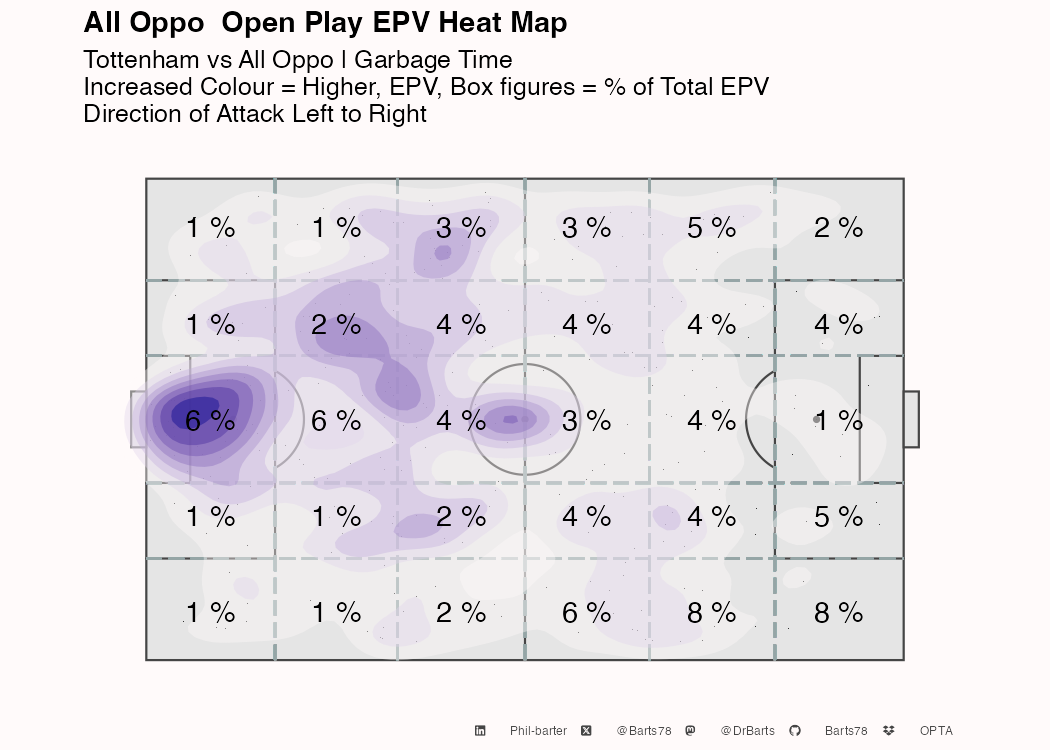 All Oppo  Open Play EPV Heat Map
Tottenham vs All Oppo | Garbage Time
Increased Colour = Higher, EPV, Box figures = % of Total EPV
Direction of Attack Left to Right
1 % 1 % 3 % 3 % 5 % 2 %
1 % 2 % 4 % 4 % 4 % 4 %
6 % 6 % 4 % 3 % 4 % 1 %
1 % 1 % 2 % 4 % 4 % 5 %
1 % 1 % 2 % 6 % 8 % 8 %
Phil-barter @Barts78 @DrBarts Barts78 OPTA